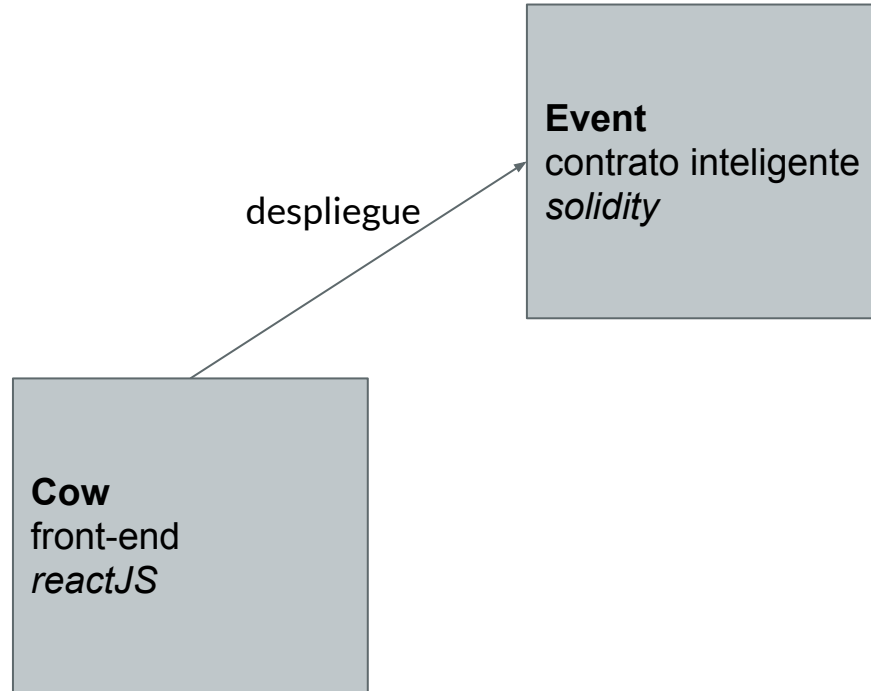 Event
contrato inteligente
solidity
despliegue
Cow
front-end
reactJS